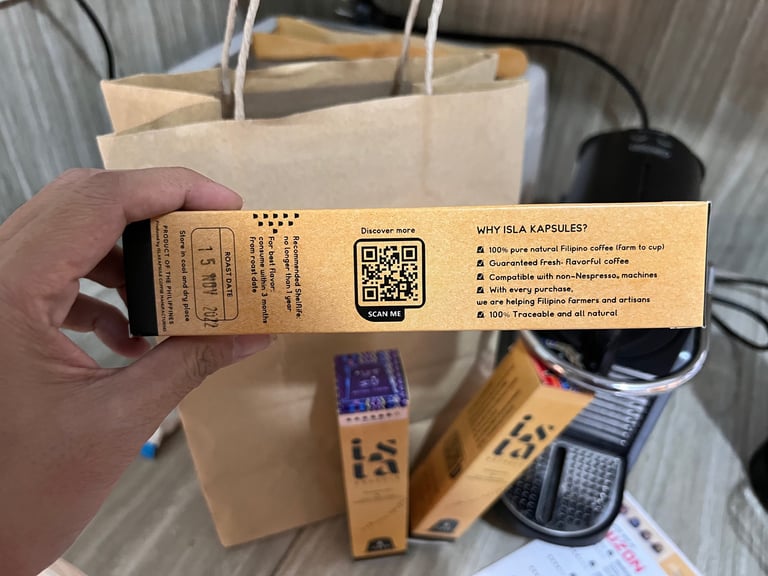 PRODUCT OF THE PHILIPPINES
Store in cool and dry place
ROAST DATE
15 NOV 2022
For best flavor:
consume within 3 months
from roast date
Recommended Shelflife:
no longer than 1 year
Discover more
SCAN ME
WHY ISLA KAPSULES?
100% pure natural Filipino coffee (farm to cup)
Guaranteed fresh- flavorful coffee
Compatible with non-Nespresso, machines
With every purchase,
we are helping Filipino farmers and artisans
100% Traceable and all natural
isla
isla
UZON